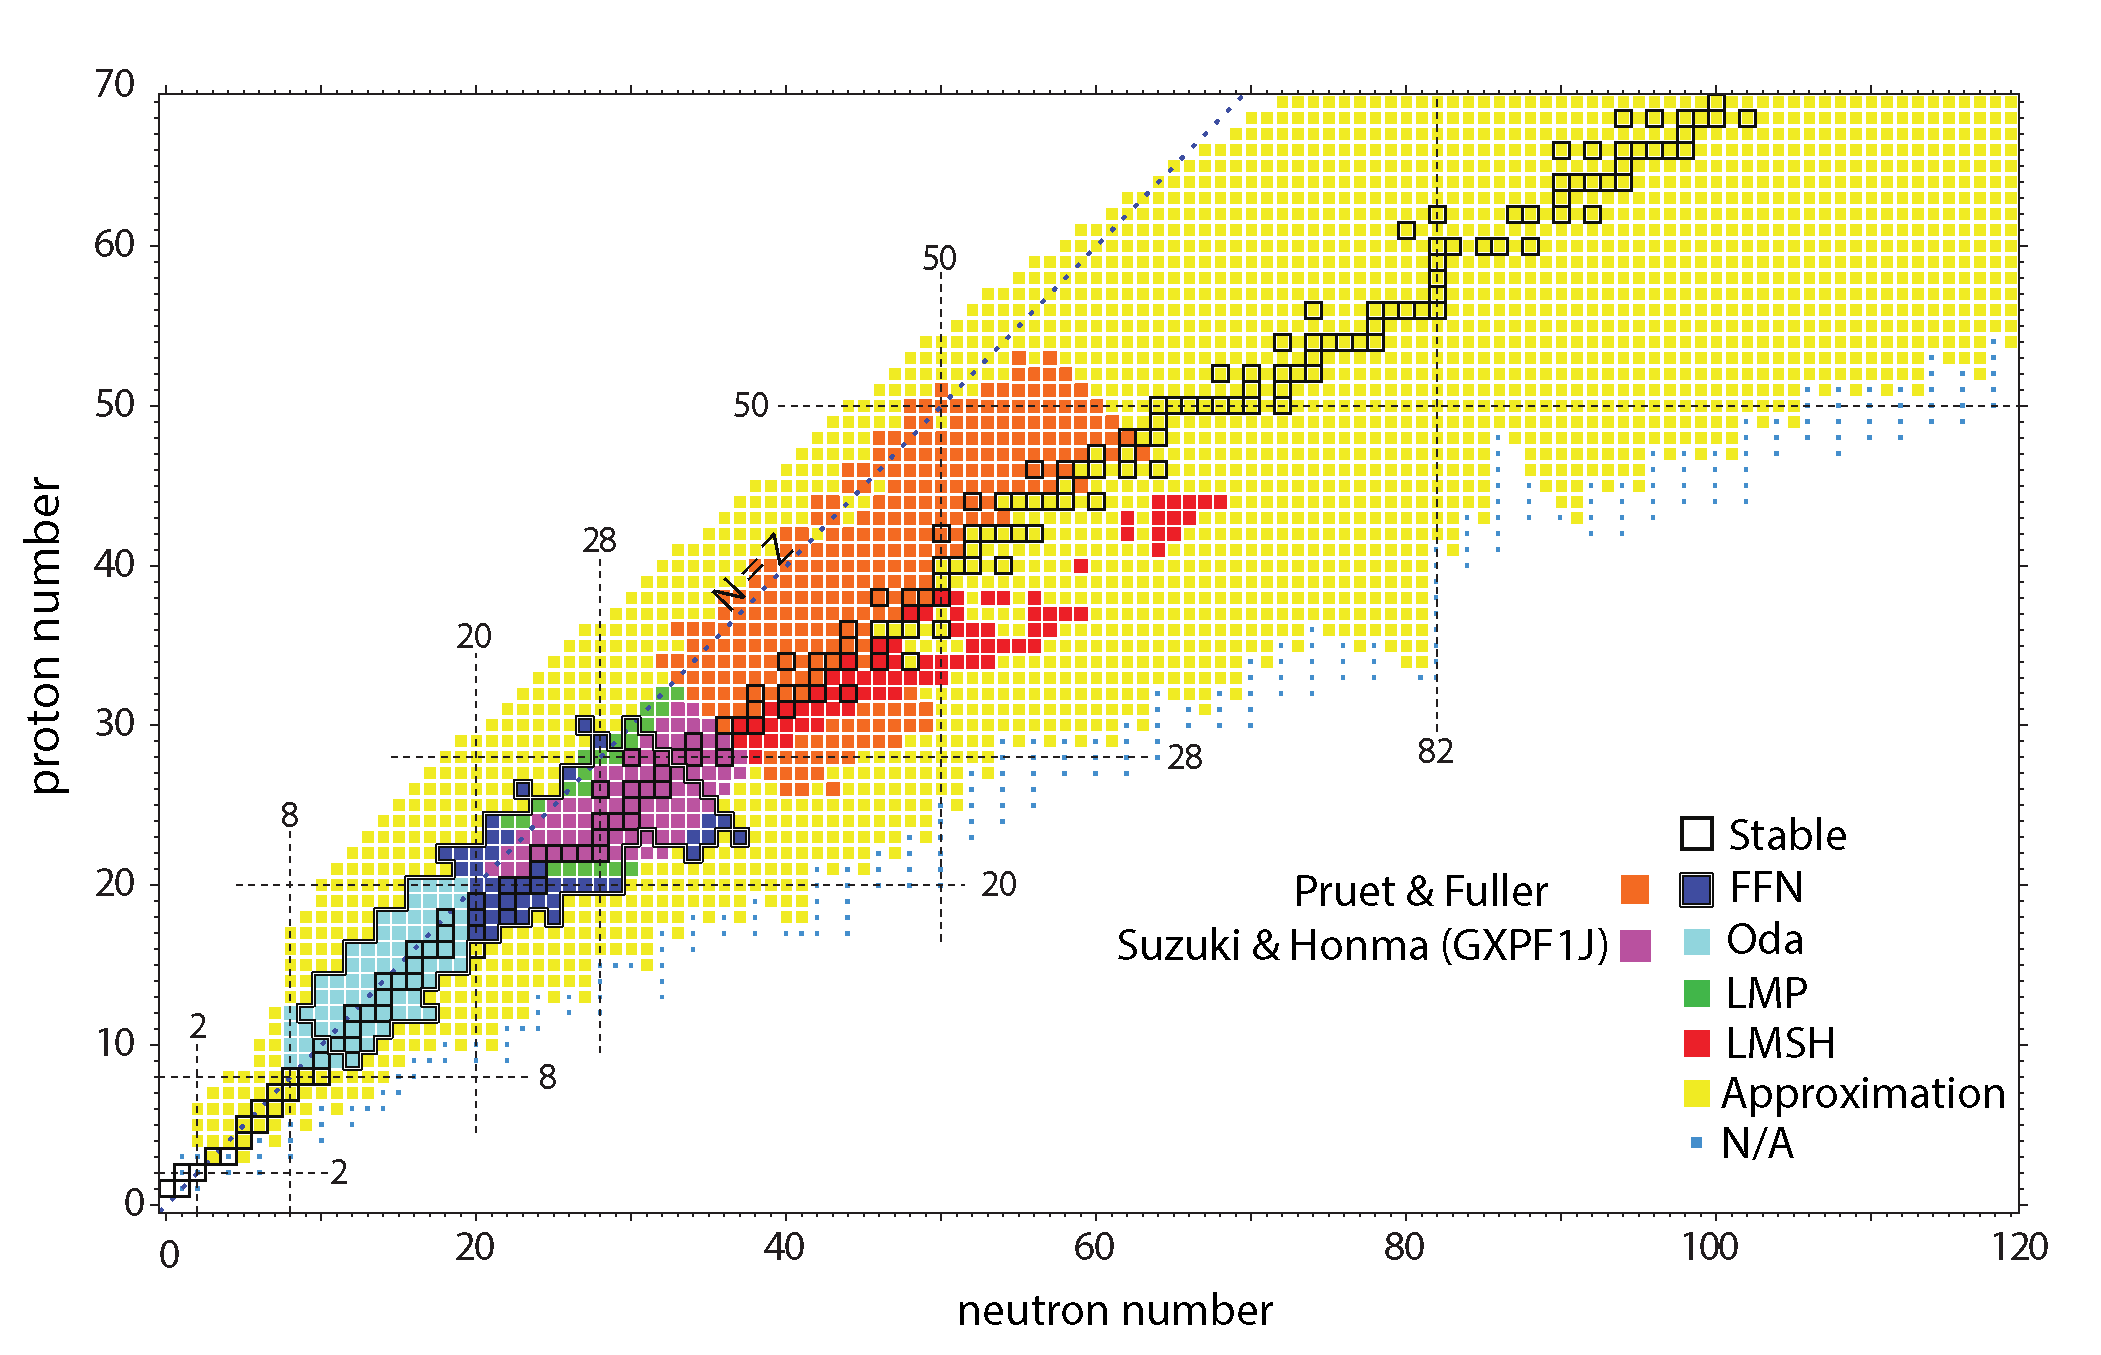 70
60
50
40
30
20
10
0
proton number
0
20
40
60
80
100
120
neutron number
2
8
20
28
50
82
2
8
20
28
50
N = Z
Stable
Pruet & Fuller
FFN
Suzuki & Honma (GXPF1J)
Oda
LMP
LMSH
Approximation
N/A